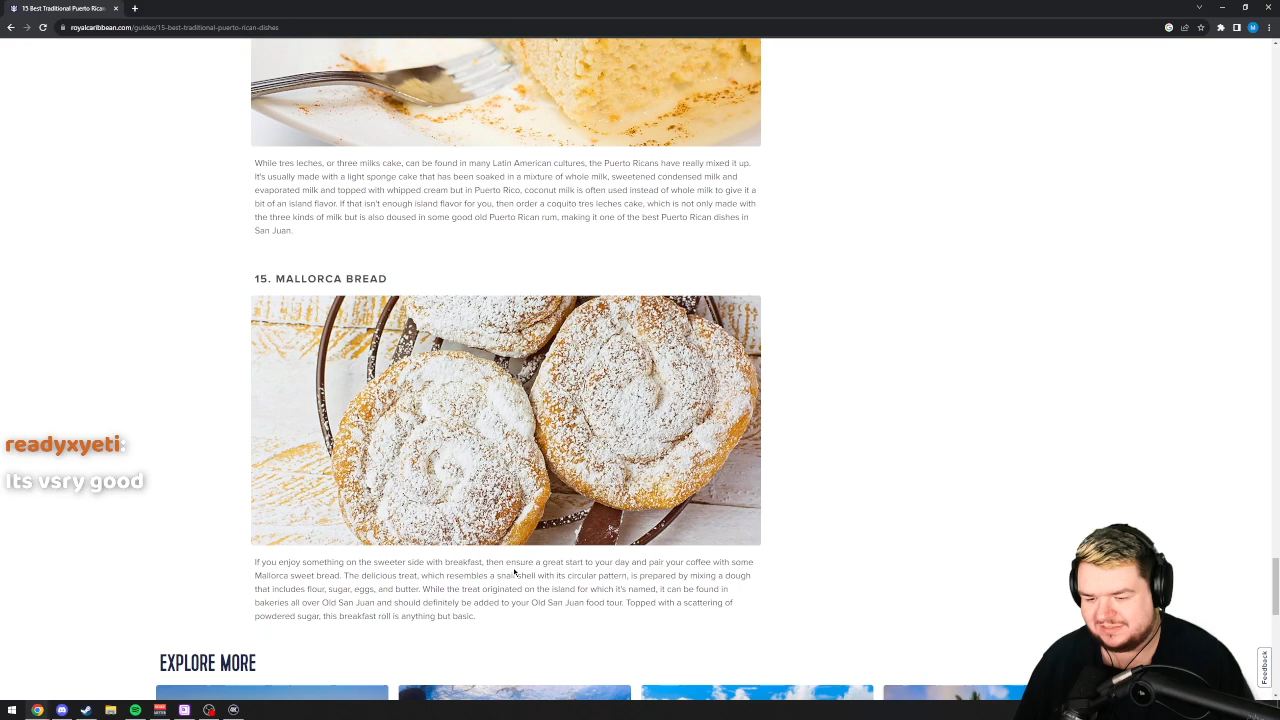 15 Best Traditional Puerto Rican
royalcaribbean.com/guides/15-best-traditional-puerto-rican-dishes
M
While tres leches, or three milks cake, can be found in many Latin American cultures, the Puerto Ricans have really mixed it up.
It's usually made with a light sponge cake that has been soaked in a mixture of whole milk, sweetened condensed milk and
evaporated milk and topped with whipped cream but in Puerto Rico, coconut milk is often used instead of whole milk to give it a
bit of an island flavor. If that isn't enough island flavor for you, then order a coquito tres leches cake, which is not only made with
the three kinds of milk but is also doused in some good old Puerto Rican rum, making it one of the best Puerto Rican dishes in
San Juan.
15. MALLORCA BREAD
readyxyeti:
Its vsry good
If you enjoy something on the sweeter side with breakfast, then ensure a great start to your day and pair your coffee with some
Mallorca sweet bread. The delicious treat, which resembles a snail shell with its circular pattern, is prepared by mixing a dough
that includes flour, sugar, eggs, and butter. While the treat originated on the island for which it's named, it can be found in
bakeries all over Old San Juan and should definitely be added to your Old San Juan food tour. Topped with a scattering of
powdered sugar, this breakfast roll is anything but basic.
EXPLORE MORE
Feedback